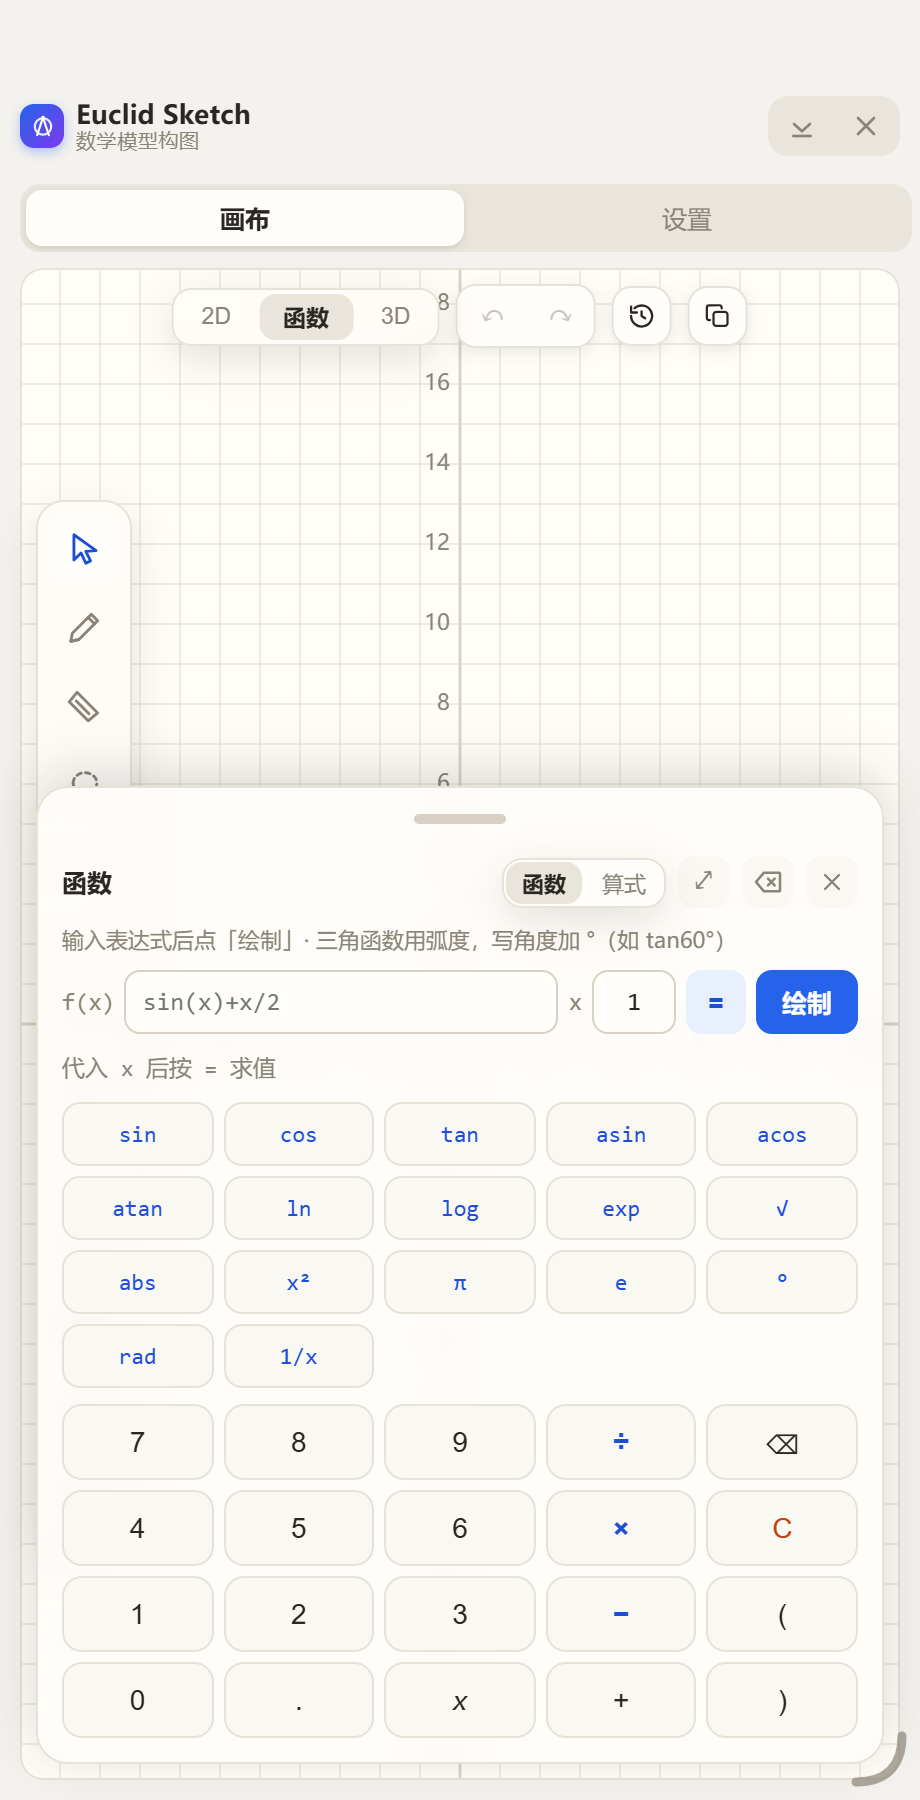 Euclid Sketch
数学模型构图
画布 设置
2D 函数 3D 8
16
14
12
10
8
6
函数 函数 算式
输入表达式后点「绘制」· 三角函数用弧度，写角度加 °（如 tan60°）
f(x) sin(x)+x/2 x 1 = 绘制
代入 x 后按 = 求值
sin cos tan asin acos
atan ln log exp √
abs x² π e °
rad 1/x
7 8 9 ÷ ⌫
4 5 6 × C
1 2 3 − (
0 . x + )